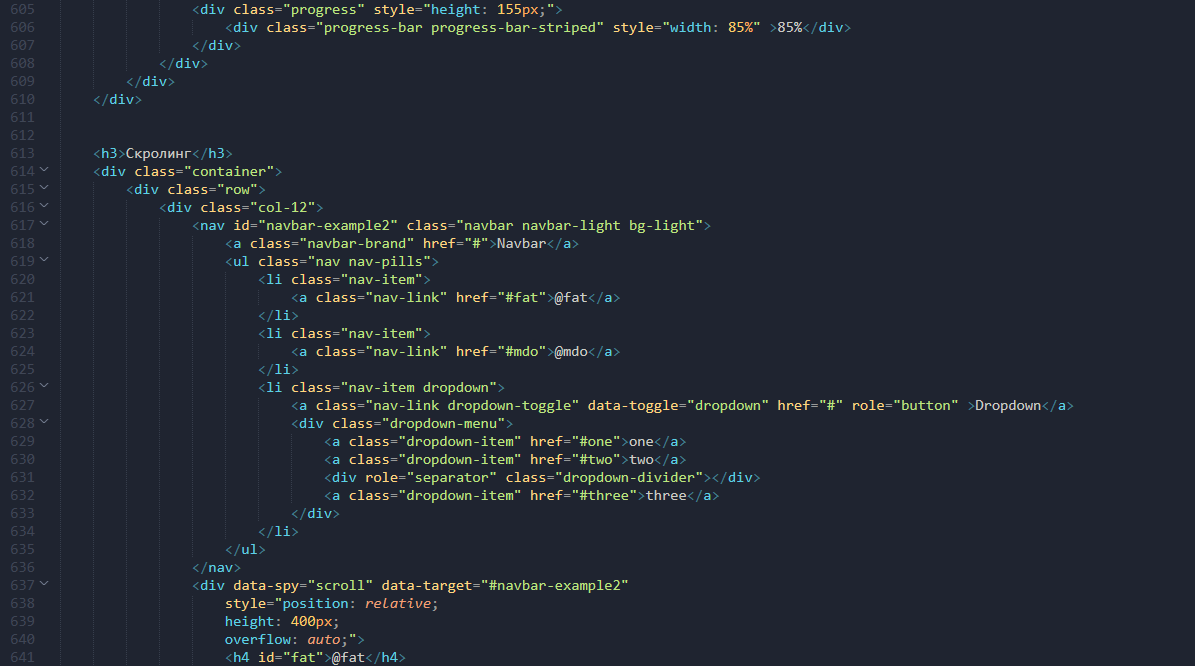 605 <div class="progress" style="height: 155px;">
606 <div class="progress-bar progress-bar-striped" style="width: 85%" >85%</div>
607 </div>
608 </div>
609 </div>
610 </div>
611
612
613 <h3>Скролинг</h3>
614 <div class="container">
615 <div class="row">
616 <div class="col-12">
617 <nav id="navbar-example2" class="navbar navbar-light bg-light">
618 <a class="navbar-brand" href="#">Navbar</a>
619 <ul class="nav nav-pills">
620 <li class="nav-item">
621 <a class="nav-link" href="#fat">@fat</a>
622 </li>
623 <li class="nav-item">
624 <a class="nav-link" href="#mdo">@mdo</a>
625 </li>
626 <li class="nav-item dropdown">
627 <a class="nav-link dropdown-toggle" data-toggle="dropdown" href="#" role="button" >Dropdown</a>
628 <div class="dropdown-menu">
629 <a class="dropdown-item" href="#one">one</a>
630 <a class="dropdown-item" href="#two">two</a>
631 <div role="separator" class="dropdown-divider"></div>
632 <a class="dropdown-item" href="#three">three</a>
633 </div>
634 </li>
635 </ul>
636 </nav>
637 <div data-spy="scroll" data-target="#navbar-example2"
638 style="position: relative;
639 height: 400px;
640 overflow: auto;">
641 <h4 id="fat">@fat</h4>